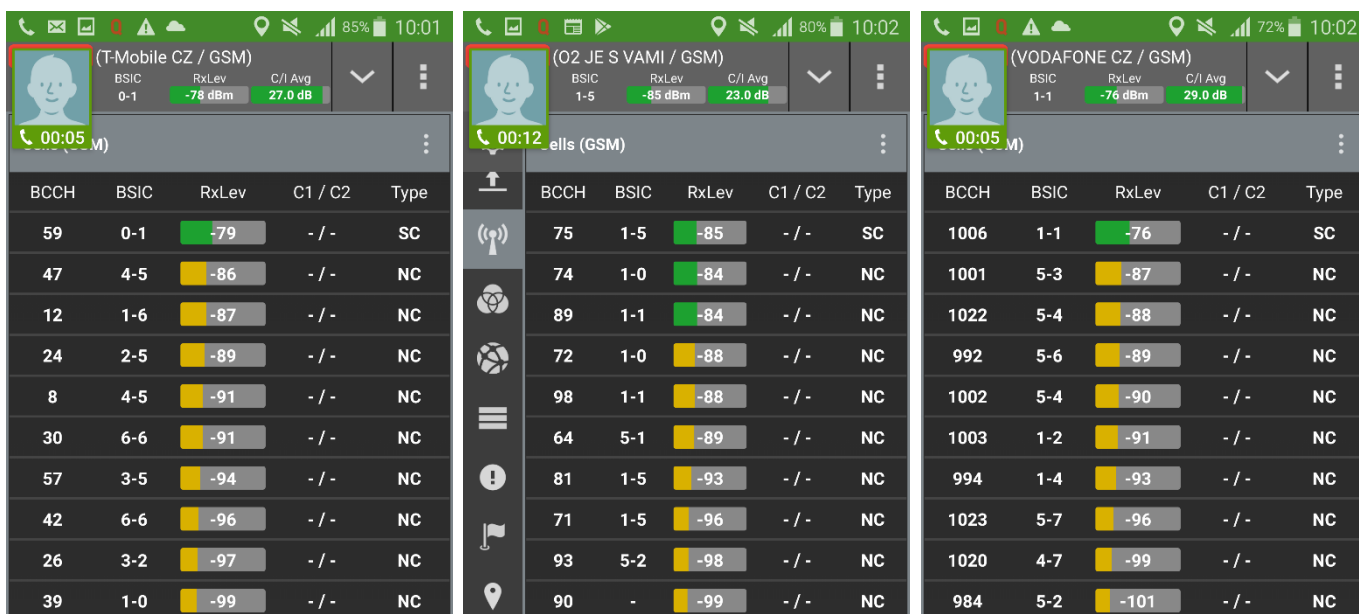 85% 10:01
(T-Mobile CZ / GSM)
BSIC RxLev C/I Avg
0-1 -78 dBm 27.0 dB
00:05
Cells (GSM)
BCCH BSIC RxLev C1 / C2 Type
59 0-1 -79 - / - SC
47 4-5 -86 - / - NC
12 1-6 -87 - / - NC
24 2-5 -89 - / - NC
8 4-5 -91 - / - NC
30 6-6 -91 - / - NC
57 3-5 -94 - / - NC
42 6-6 -96 - / - NC
26 3-2 -97 - / - NC
39 1-0 -99 - / - NC
80% 10:02
(O2 JE S VAMI / GSM)
BSIC RxLev C/I Avg
1-5 -85 dBm 23.0 dB
00:12
Cells (GSM)
BCCH BSIC RxLev C1 / C2 Type
75 1-5 -85 - / - SC
74 1-0 -84 - / - NC
89 1-1 -84 - / - NC
72 1-0 -88 - / - NC
98 1-1 -88 - / - NC
64 5-1 -89 - / - NC
81 1-5 -93 - / - NC
71 1-5 -96 - / - NC
93 5-2 -98 - / - NC
90 - -99 - / - NC
72% 10:02
(VODAFONE CZ / GSM)
BSIC RxLev C/I Avg
1-1 -76 dBm 29.0 dB
00:05
Cells (GSM)
BCCH BSIC RxLev C1 / C2 Type
1006 1-1 -76 - / - SC
1001 5-3 -87 - / - NC
1022 5-4 -88 - / - NC
992 5-6 -89 - / - NC
1002 5-4 -90 - / - NC
1003 1-2 -91 - / - NC
994 1-4 -93 - / - NC
1023 5-7 -96 - / - NC
1020 4-7 -99 - / - NC
984 5-2 -101 - / - NC